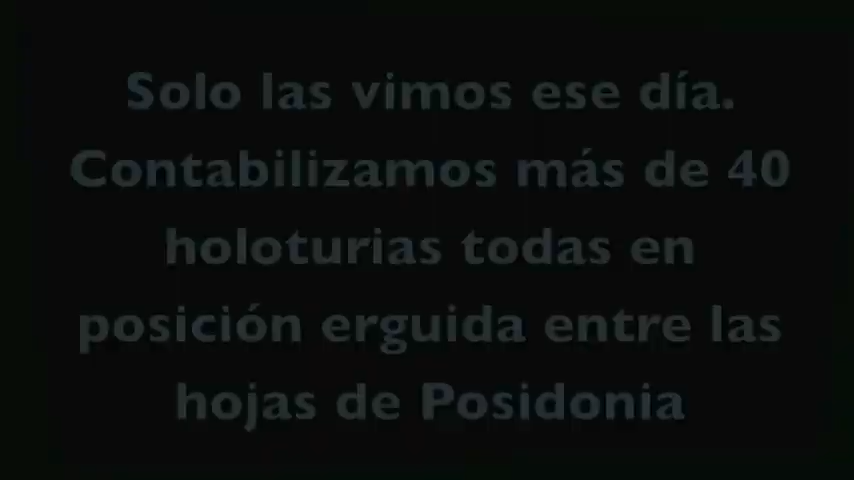 Solo las vimos ese día.
Contabilizamos más de 40
holoturias todas en
posición erguida entre las
hojas de Posidonia